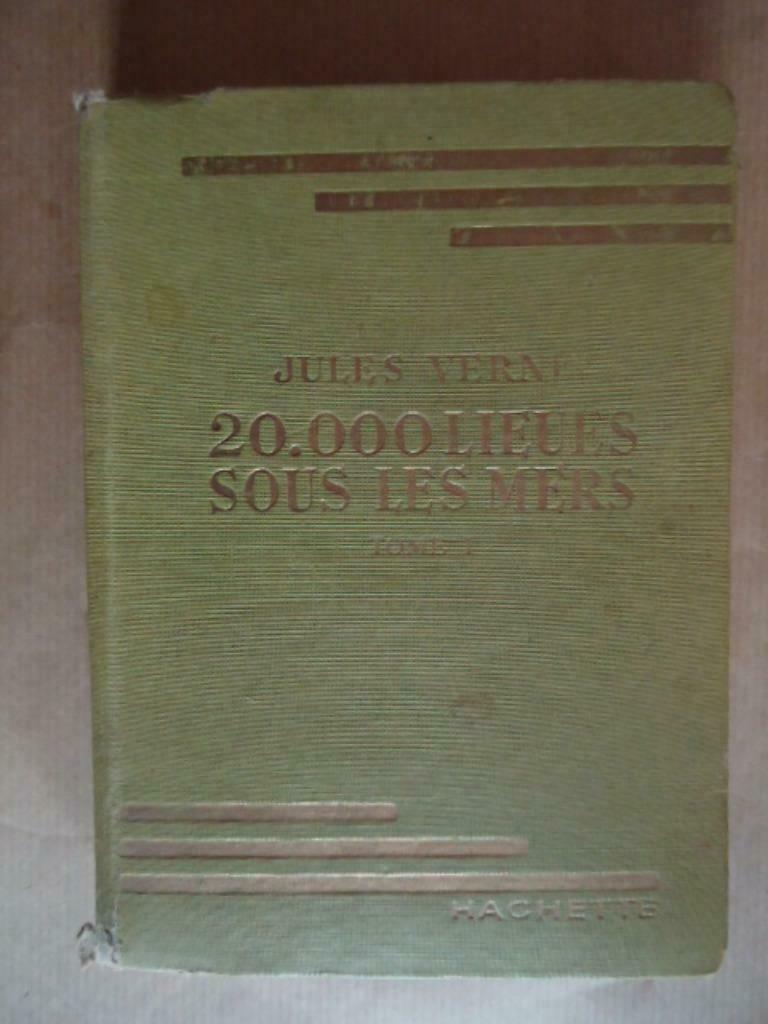 JULES VERNE
20.000 LIEUES
SOUS LES MERS
TOME I
HACHETTE